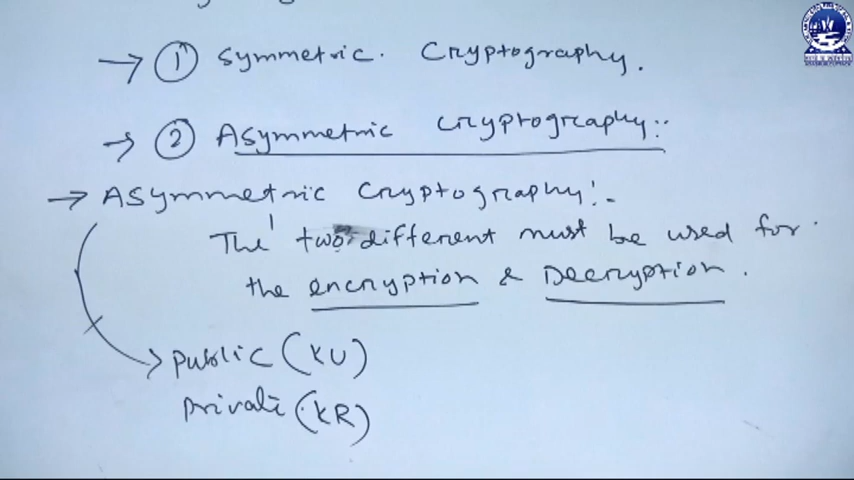 → ① Symmetric. Cryptography.
→ ② Asymmetric Cryptography:-
→ Asymmetric Cryptography:-
The two different must be used for
the encryption & Decryption.
→ Public (KU)
Private (KR)